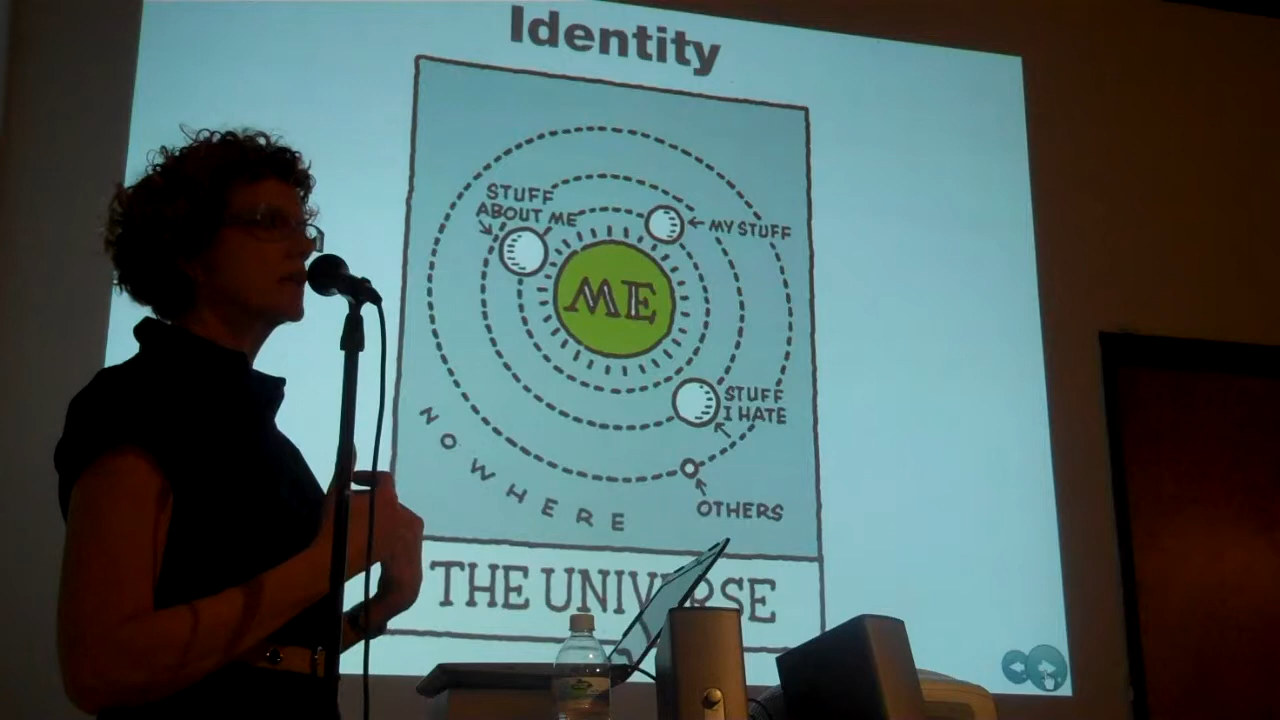 Identity
STUFF
ABOUT ME
MY STUFF
ME
STUFF
I HATE
NOWHERE
OTHERS
THE UNIVERSE